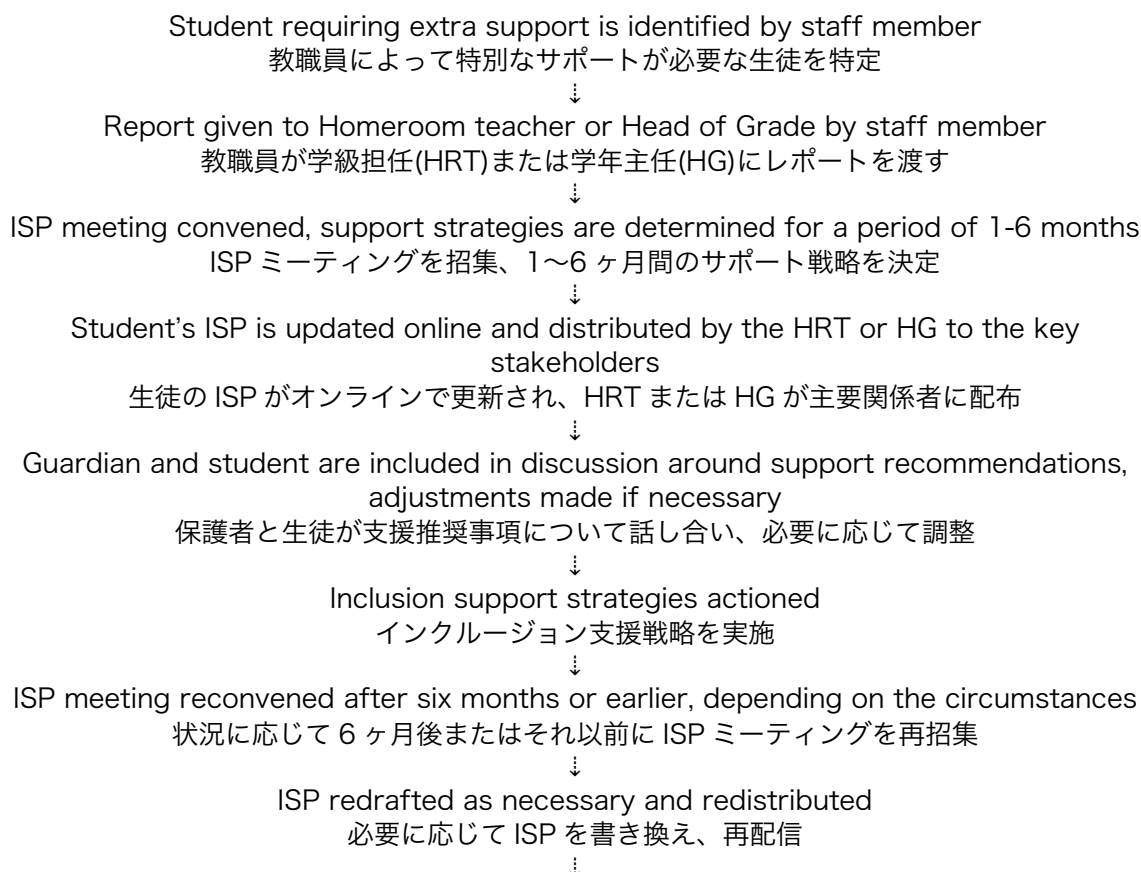 Student requiring extra support is identified by staff member
教職員によって特別なサポートが必要な生徒を特定
⇣
Report given to Homeroom teacher or Head of Grade by staff member
教職員が学級担任(HRT)または学年主任(HG)にレポートを渡す
⇣
ISP meeting convened, support strategies are determined for a period of 1-6 months
ISP ミーティングを招集、1〜6 ヶ月間のサポート戦略を決定
⇣
Student’s ISP is updated online and distributed by the HRT or HG to the key
stakeholders
生徒の ISP がオンラインで更新され、HRT または HG が主要関係者に配布
⇣
Guardian and student are included in discussion around support recommendations,
adjustments made if necessary
保護者と生徒が支援推奨事項について話し合い、必要に応じて調整
⇣
Inclusion support strategies actioned
インクルージョン支援戦略を実施
⇣
ISP meeting reconvened after six months or earlier, depending on the circumstances
状況に応じて 6 ヶ月後またはそれ以前に ISP ミーティングを再招集
⇣
ISP redrafted as necessary and redistributed
必要に応じて ISP を書き換え、再配信
⇣